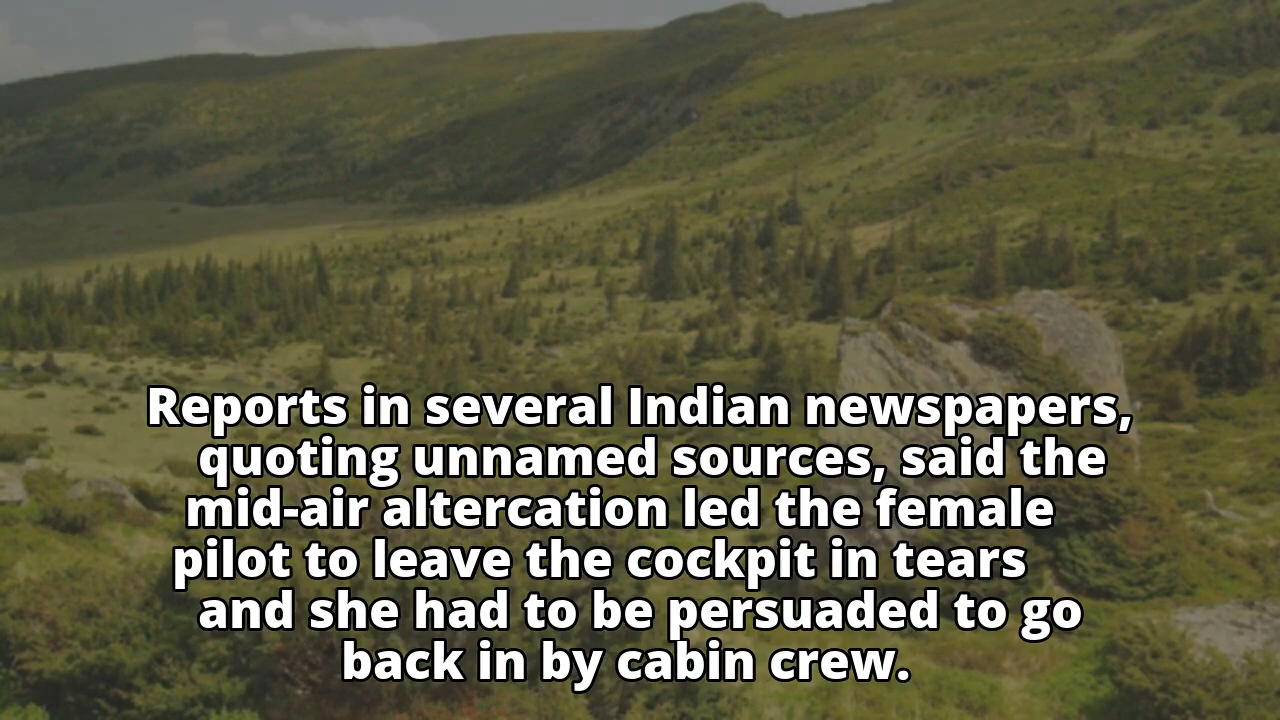 Reports in several Indian newspapers,
quoting unnamed sources, said the
mid-air altercation led the female
pilot to leave the cockpit in tears
and she had to be persuaded to go
back in by cabin crew.